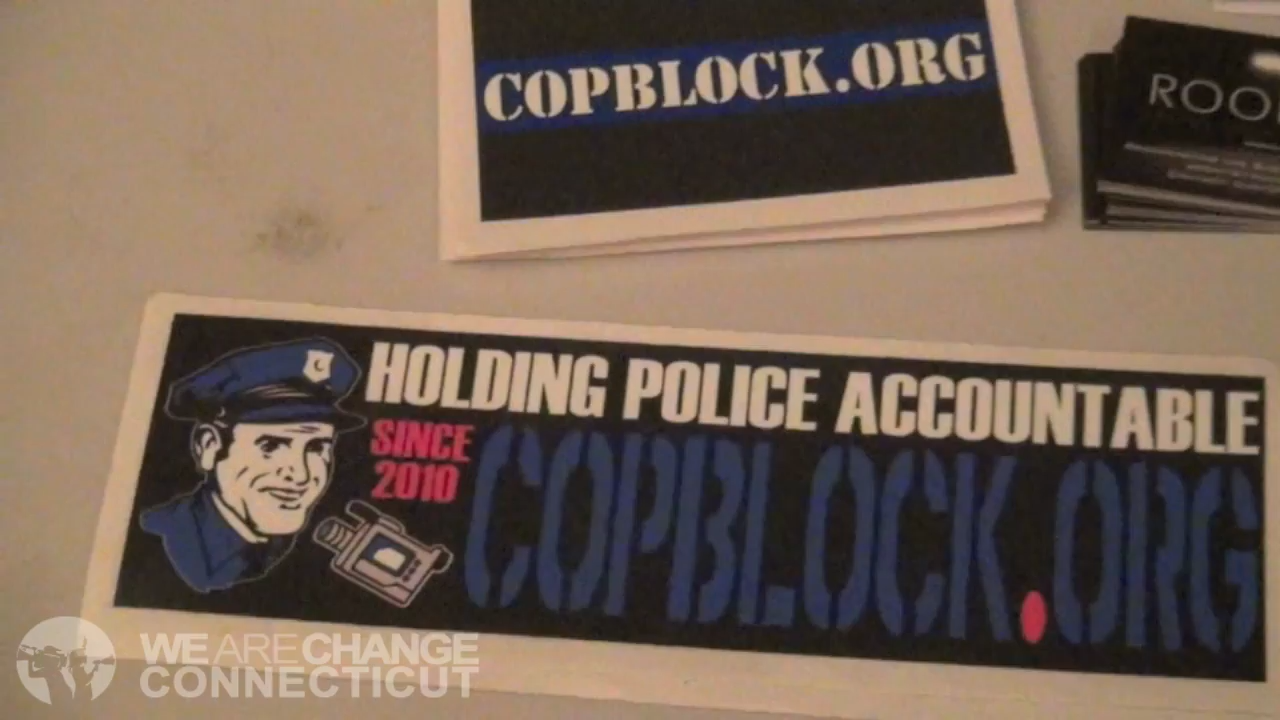 COPBLOCK.ORG
ROO
HOLDING POLICE ACCOUNTABLE
SINCE
2010
COPBLOCK.ORG
WE ARE CHANGE
CONNECTICUT